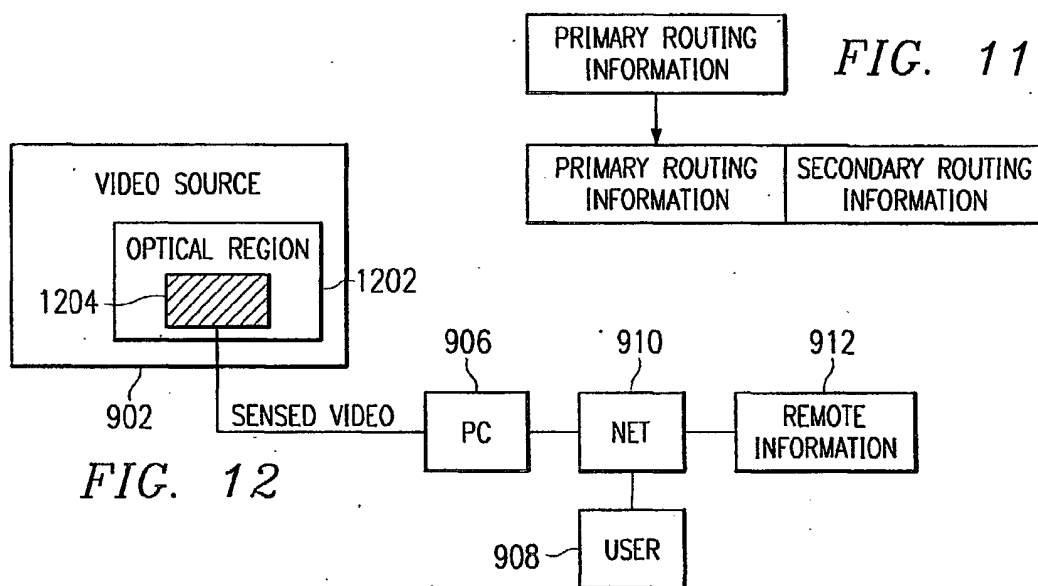 PRIMARY ROUTING
INFORMATION
FIG. 11
PRIMARY ROUTING
INFORMATION
SECONDARY ROUTING
INFORMATION
VIDEO SOURCE
OPTICAL REGION
1204
1202
902
SENSED VIDEO
906
PC
910
NET
912
REMOTE
INFORMATION
908
USER
FIG. 12